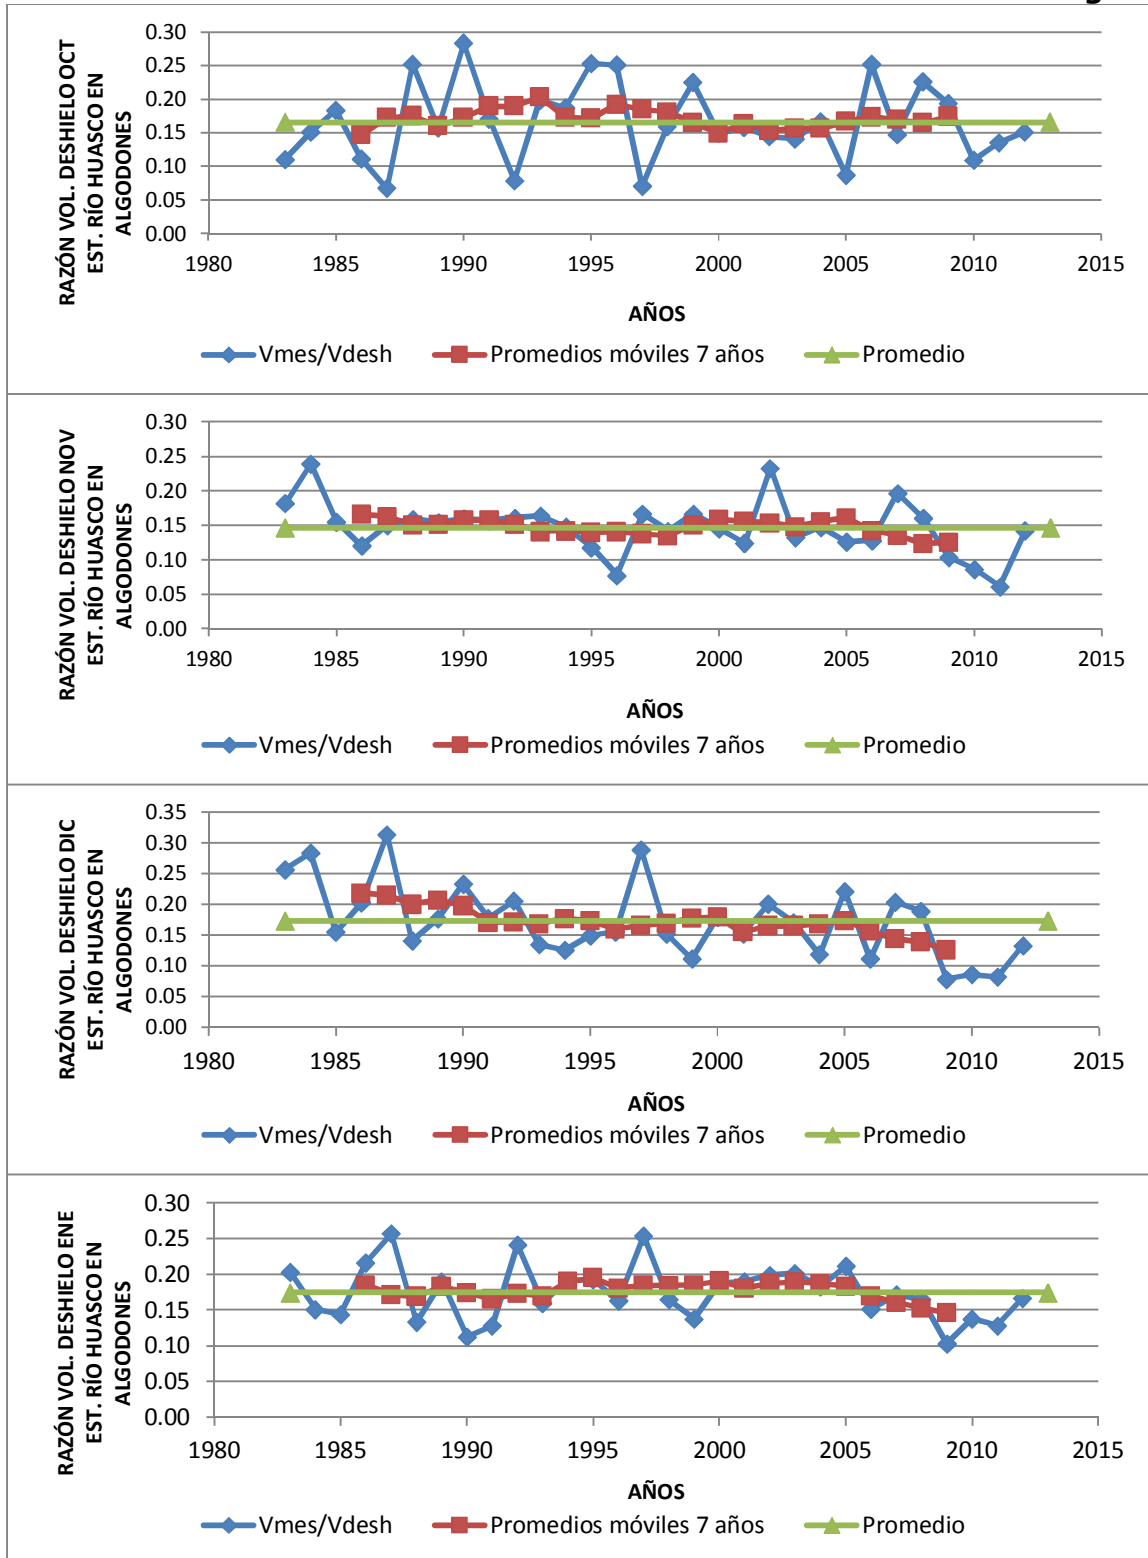 RAZÓN VOL. DESHIELO OCT
EST. RÍO HUASCO EN
ALGODONES
0.30
0.25
0.20
0.15
0.10
0.05
0.00
1980 1985 1990 1995 2000 2005 2010 2015
AÑOS
Vmes/Vdesh Promedios móviles 7 años Promedio
RAZÓN VOL. DESHIELO NOV
EST. RÍO HUASCO EN
ALGODONES
0.30
0.25
0.20
0.15
0.10
0.05
0.00
1980 1985 1990 1995 2000 2005 2010 2015
AÑOS
Vmes/Vdesh Promedios móviles 7 años Promedio
RAZÓN VOL. DESHIELO DIC
EST. RÍO HUASCO EN
ALGODONES
0.35
0.30
0.25
0.20
0.15
0.10
0.05
0.00
1980 1985 1990 1995 2000 2005 2010 2015
AÑOS
Vmes/Vdesh Promedios móviles 7 años Promedio
RAZÓN VOL. DESHIELO ENE
EST. RÍO HUASCO EN
ALGODONES
0.30
0.25
0.20
0.15
0.10
0.05
0.00
1980 1985 1990 1995 2000 2005 2010 2015
AÑOS
Vmes/Vdesh Promedios móviles 7 años Promedio